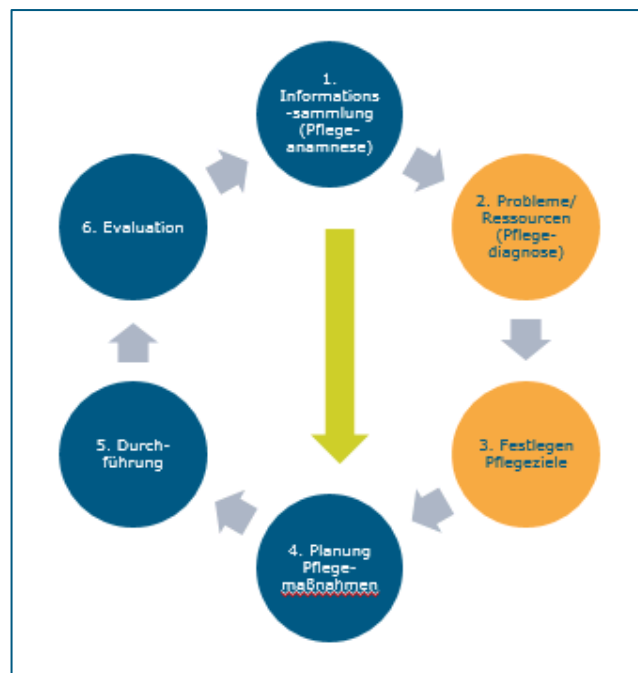 1.
Informations
-sammlung
(Pflege-
anamnese)
2. Probleme/
Ressourcen
(Pflege-
diagnose)
3. Festlegen
Pflegeziele
4. Planung
Pflege-
maßnahmen
5. Durch-
führung
6. Evaluation